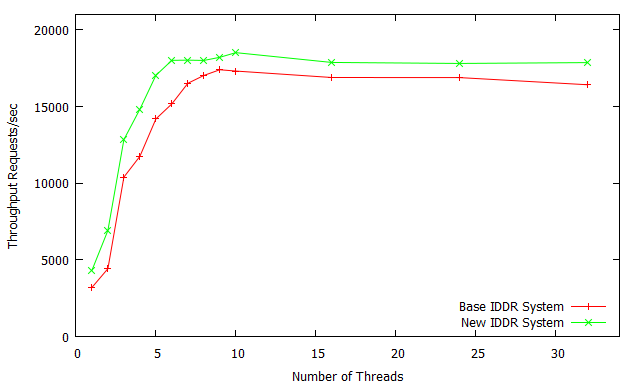 20000
15000
10000
5000
0
Throughput Requests/sec
Base IDDR System
New IDDR System
0 5 10 15 20 25 30
Number of Threads